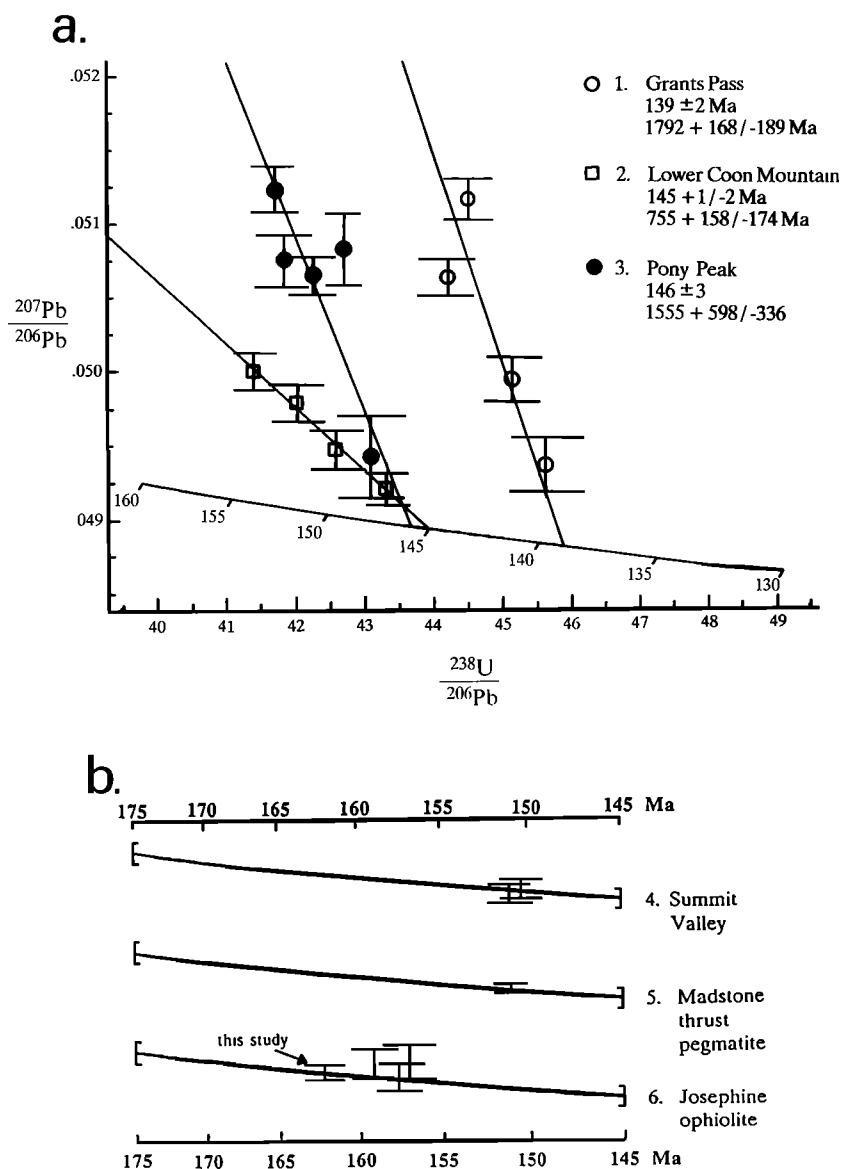 a.
.052
.051
.050
049
207Pb
206Pb
160
155
150
145
140
135
130
40
41
42
43
44
45
46
47
48
49
238U
206Pb
1. Grants Pass
139 ±2 Ma
1792 + 168/-189 Ma
2. Lower Coon Mountain
145 +1/-2 Ma
755 + 158/-174 Ma
3. Pony Peak
146 ±3
1555 + 598/-336
b.
175 170 165 160 155 150 145 Ma
4. Summit
Valley
5. Madstone
thrust
pegmatite
this study
6. Josephine
ophiolite
175 170 165 160 155 150 145
Ma